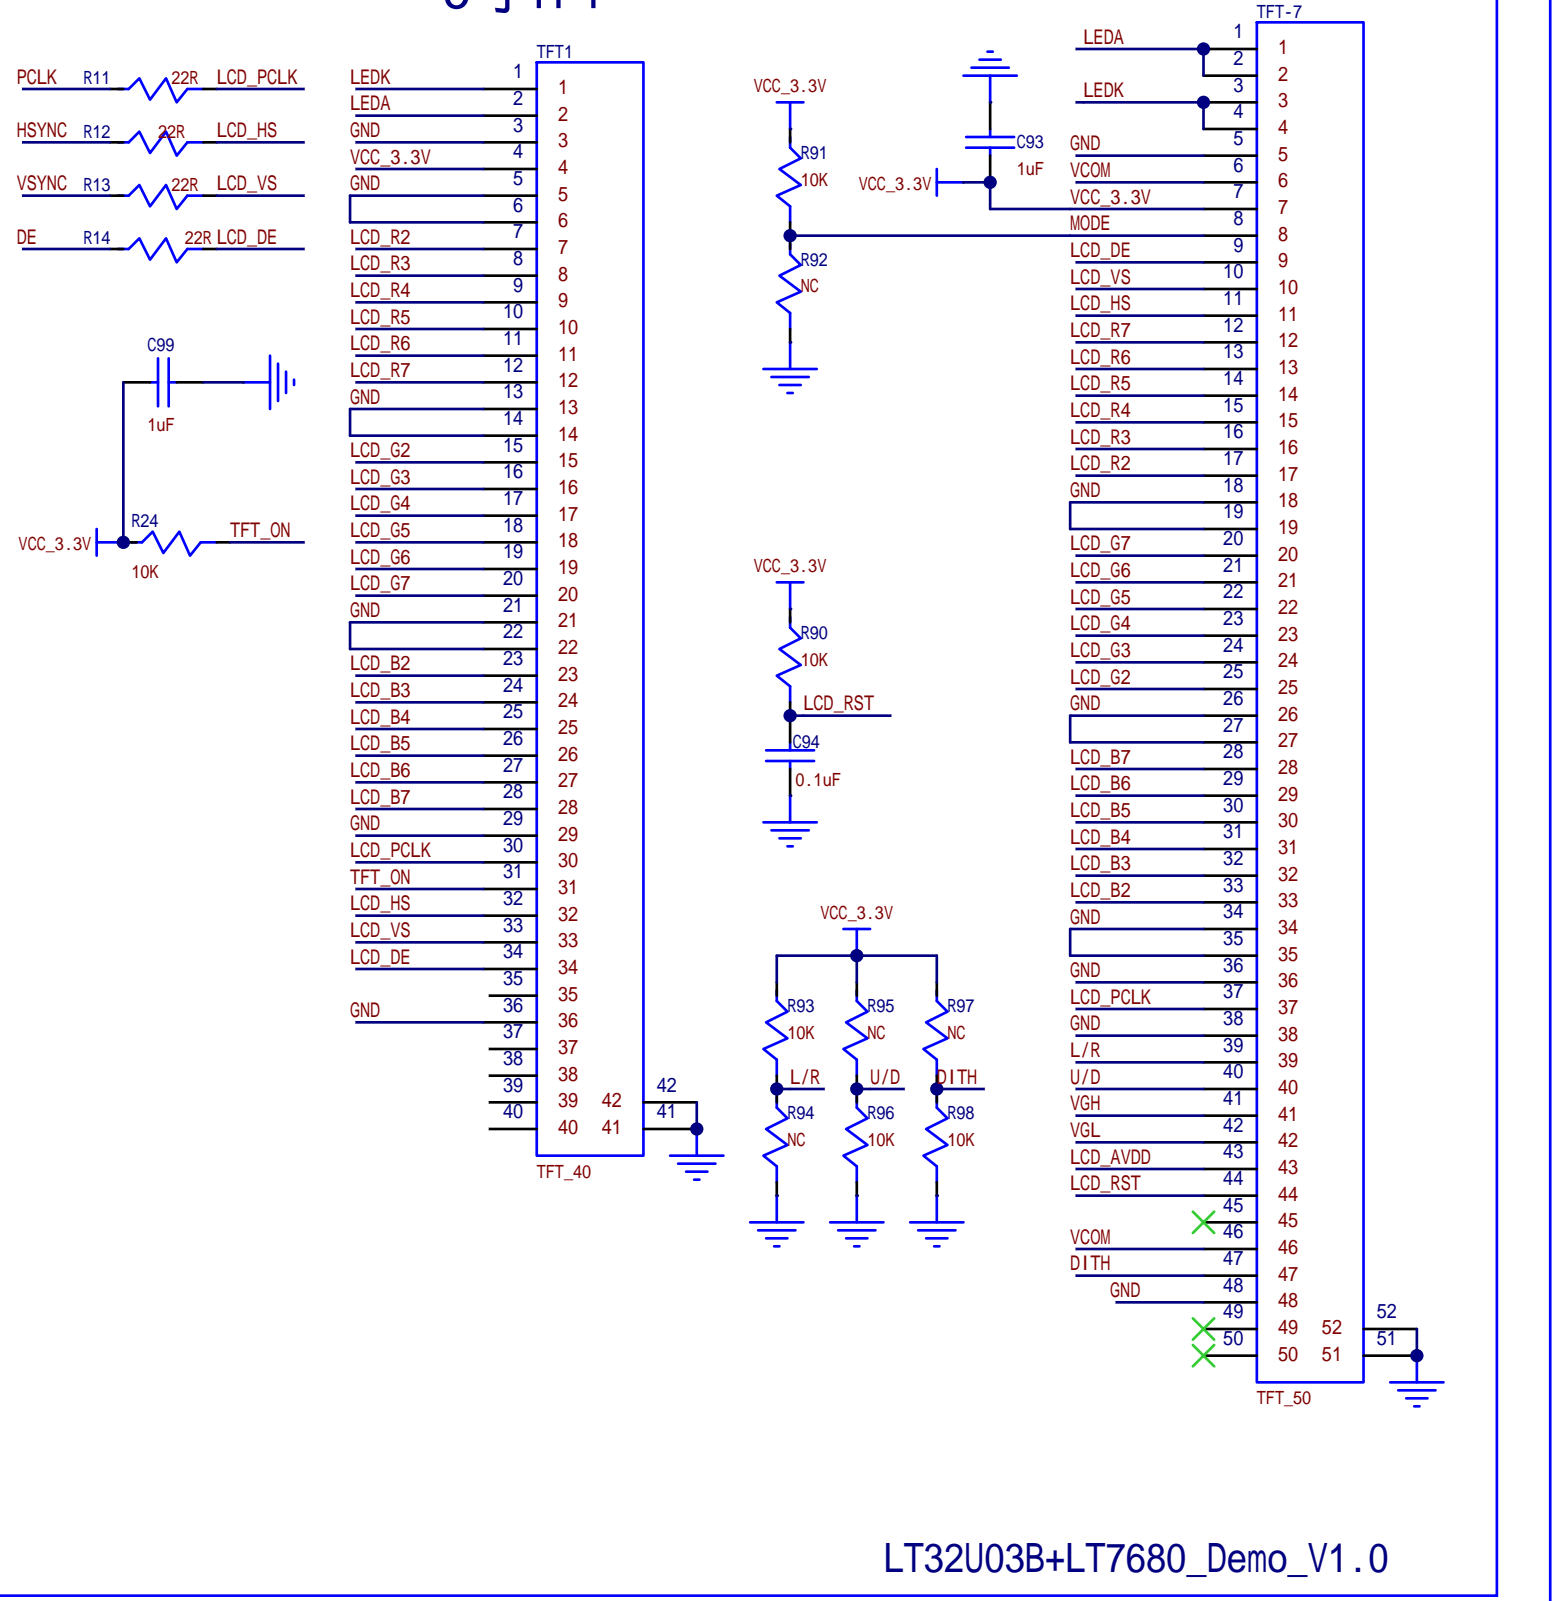 PCLK R11 22R LCD_PCLK
HSYNC R12 22R LCD_HS
VSYNC R13 22R LCD_VS
DE R14 22R LCD_DE
C99
1uF
R24
VCC_3.3V TFT_ON
10K
TFT1
LEDK 1 1
LEDA 2 2
GND 3 3
VCC_3.3V 4 4
GND 5 5
6 6
LCD_R2 7 7
LCD_R3 8 8
LCD_R4 9 9
LCD_R5 10 10
LCD_R6 11 11
LCD_R7 12 12
GND 13 13
14 14
LCD_G2 15 15
LCD_G3 16 16
LCD_G4 17 17
LCD_G5 18 18
LCD_G6 19 19
LCD_G7 20 20
GND 21 21
22 22
LCD_B2 23 23
LCD_B3 24 24
LCD_B4 25 25
LCD_B5 26 26
LCD_B6 27 27
LCD_B7 28 28
GND 29 29
LCD_PCLK 30 30
TFT_ON 31 31
LCD_HS 32 32
LCD_VS 33 33
LCD_DE 34 34
35 35
GND 36 36
37 37
38 38
39 39 42 42
40 40 41 41
TFT_40
VCC_3.3V
R91
10K
R92
NC
C93
1uF
VCC_3.3V
VCC_3.3V
R90
10K
LCD_RST
C94
0.1uF
VCC_3.3V
R93 R95 R97
10K NC NC
L/R U/D DITH
R94 R96 R98
NC 10K 10K
TFT-7
LEDA 1 1
2 2
LEDK 3 3
4 4
GND 5 5
VCOM 6 6
VCC_3.3V 7 7
MODE 8 8
LCD_DE 9 9
LCD_VS 10 10
LCD_HS 11 11
LCD_R7 12 12
LCD_R6 13 13
LCD_R5 14 14
LCD_R4 15 15
LCD_R3 16 16
LCD_R2 17 17
GND 18 18
19 19
LCD_G7 20 20
LCD_G6 21 21
LCD_G5 22 22
LCD_G4 23 23
LCD_G3 24 24
LCD_G2 25 25
GND 26 26
27 27
LCD_B7 28 28
LCD_B6 29 29
LCD_B5 30 30
LCD_B4 31 31
LCD_B3 32 32
LCD_B2 33 33
GND 34 34
35 35
GND 36 36
LCD_PCLK 37 37
GND 38 38
L/R 39 39
U/D 40 40
VGH 41 41
VGL 42 42
LCD_AVDD 43 43
LCD_RST 44 44
45 45
VCOM 46 46
DITH 47 47
GND 48 48
49 49 52 52
50 50 51 51
TFT_50
LT32U03B+LT7680_Demo_V1.0